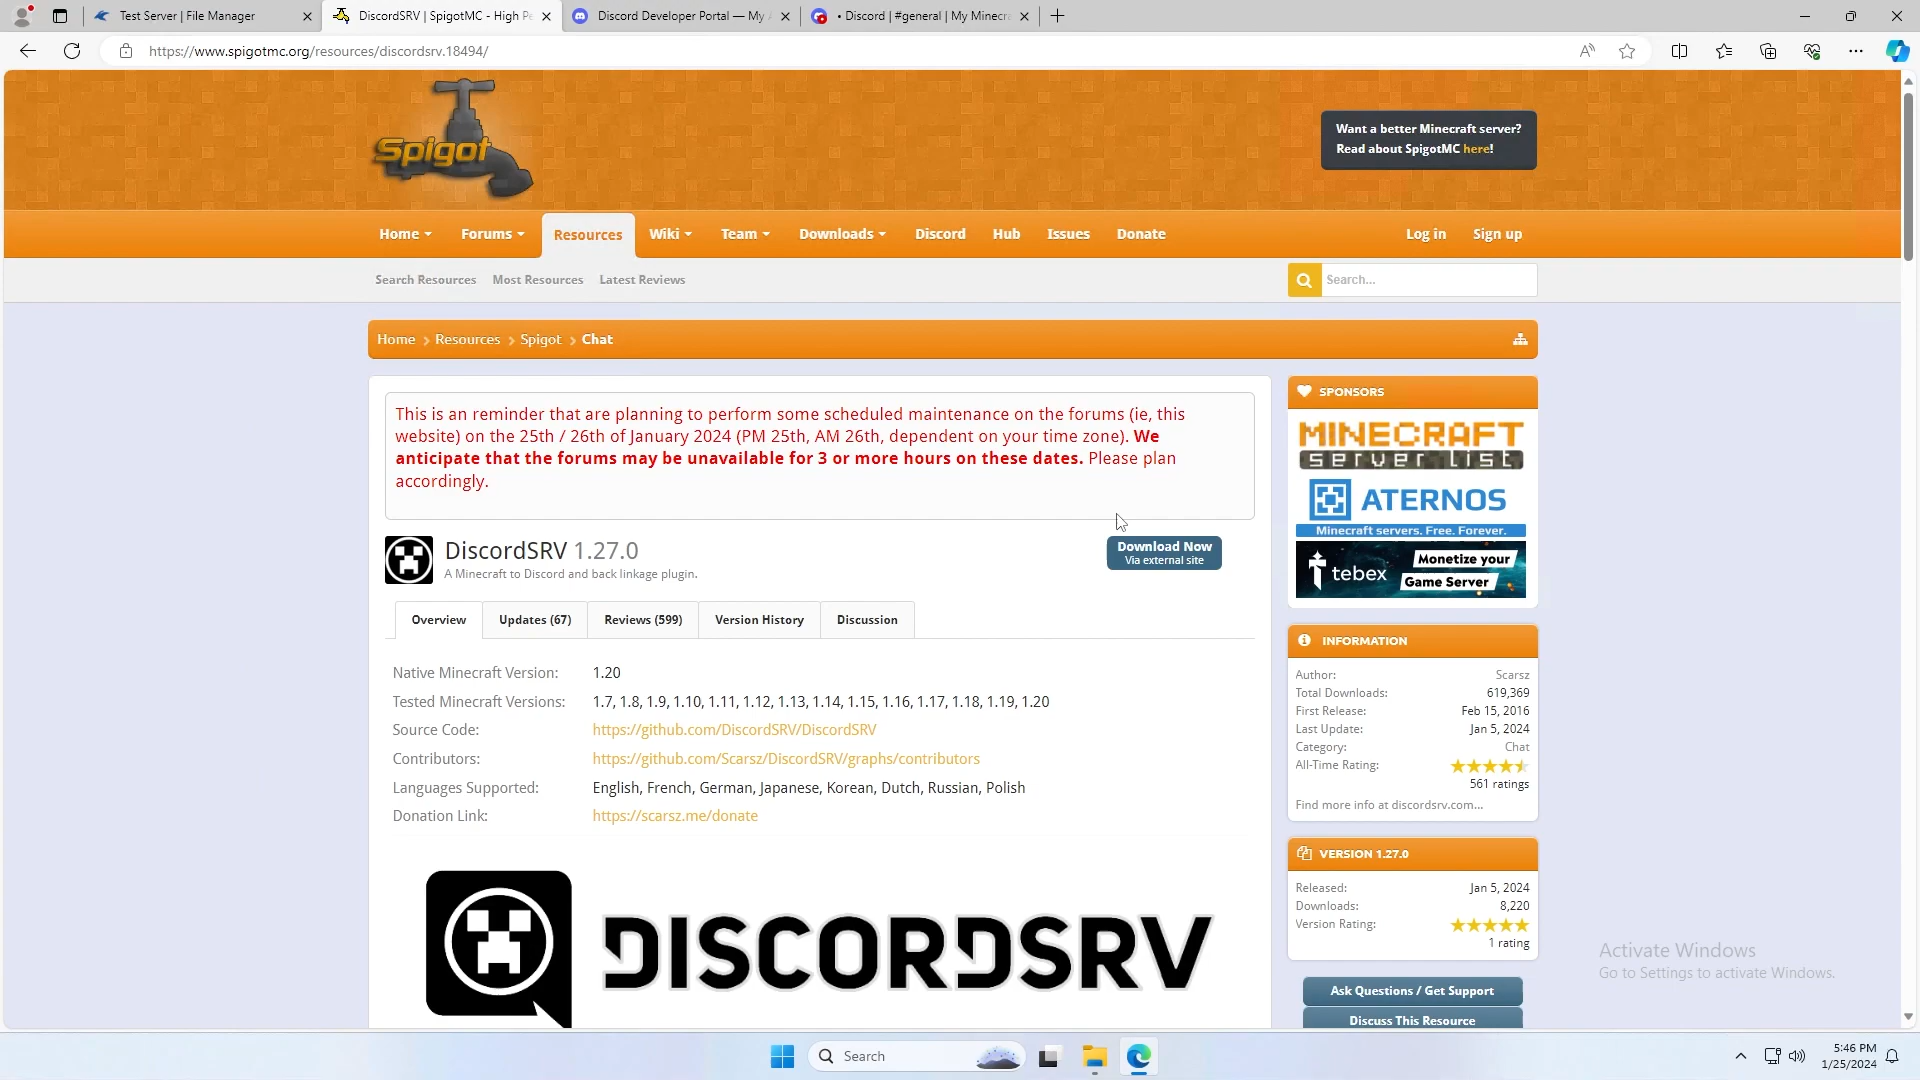 Test Server | File Manager
DiscordSRV | SpigotMC - High Pe
Discord Developer Portal — My A
• Discord | #general | My Minecra
https://www.spigotmc.org/resources/discordsrv.18494/
Spigot
Want a better Minecraft server?
Read about SpigotMC here!
Home
Forums
Resources
Wiki
Team
Downloads
Discord
Hub
Issues
Donate
Log in
Sign up
Search Resources
Most Resources
Latest Reviews
Search...
Home
Resources
Spigot
Chat
This is an reminder that are planning to perform some scheduled maintenance on the forums (ie, this
website) on the 25th / 26th of January 2024 (PM 25th, AM 26th, dependent on your time zone). We
anticipate that the forums may be unavailable for 3 or more hours on these dates. Please plan
accordingly.
DiscordSRV 1.27.0
A Minecraft to Discord and back linkage plugin.
Download Now
Via external site
Overview
Updates (67)
Reviews (599)
Version History
Discussion
Native Minecraft Version: 1.20
Tested Minecraft Versions: 1.7, 1.8, 1.9, 1.10, 1.11, 1.12, 1.13, 1.14, 1.15, 1.16, 1.17, 1.18, 1.19, 1.20
Source Code: https://github.com/DiscordSRV/DiscordSRV
Contributors: https://github.com/Scarsz/DiscordSRV/graphs/contributors
Languages Supported: English, French, German, Japanese, Korean, Dutch, Russian, Polish
Donation Link: https://scarsz.me/donate
DISCORDSRV
SPONSORS
MINECRAFT
server list
ATERNOS
Minecraft servers. Free. Forever.
tebex
Monetize your
Game Server
INFORMATION
Author: Scarsz
Total Downloads: 619,369
First Release: Feb 15, 2016
Last Update: Jan 5, 2024
Category: Chat
All-Time Rating:
561 ratings
Find more info at discordsrv.com...
VERSION 1.27.0
Released: Jan 5, 2024
Downloads: 8,220
Version Rating:
1 rating
Ask Questions / Get Support
Discuss This Resource
Activate Windows
Go to Settings to activate Windows.
Search
5:46 PM
1/25/2024